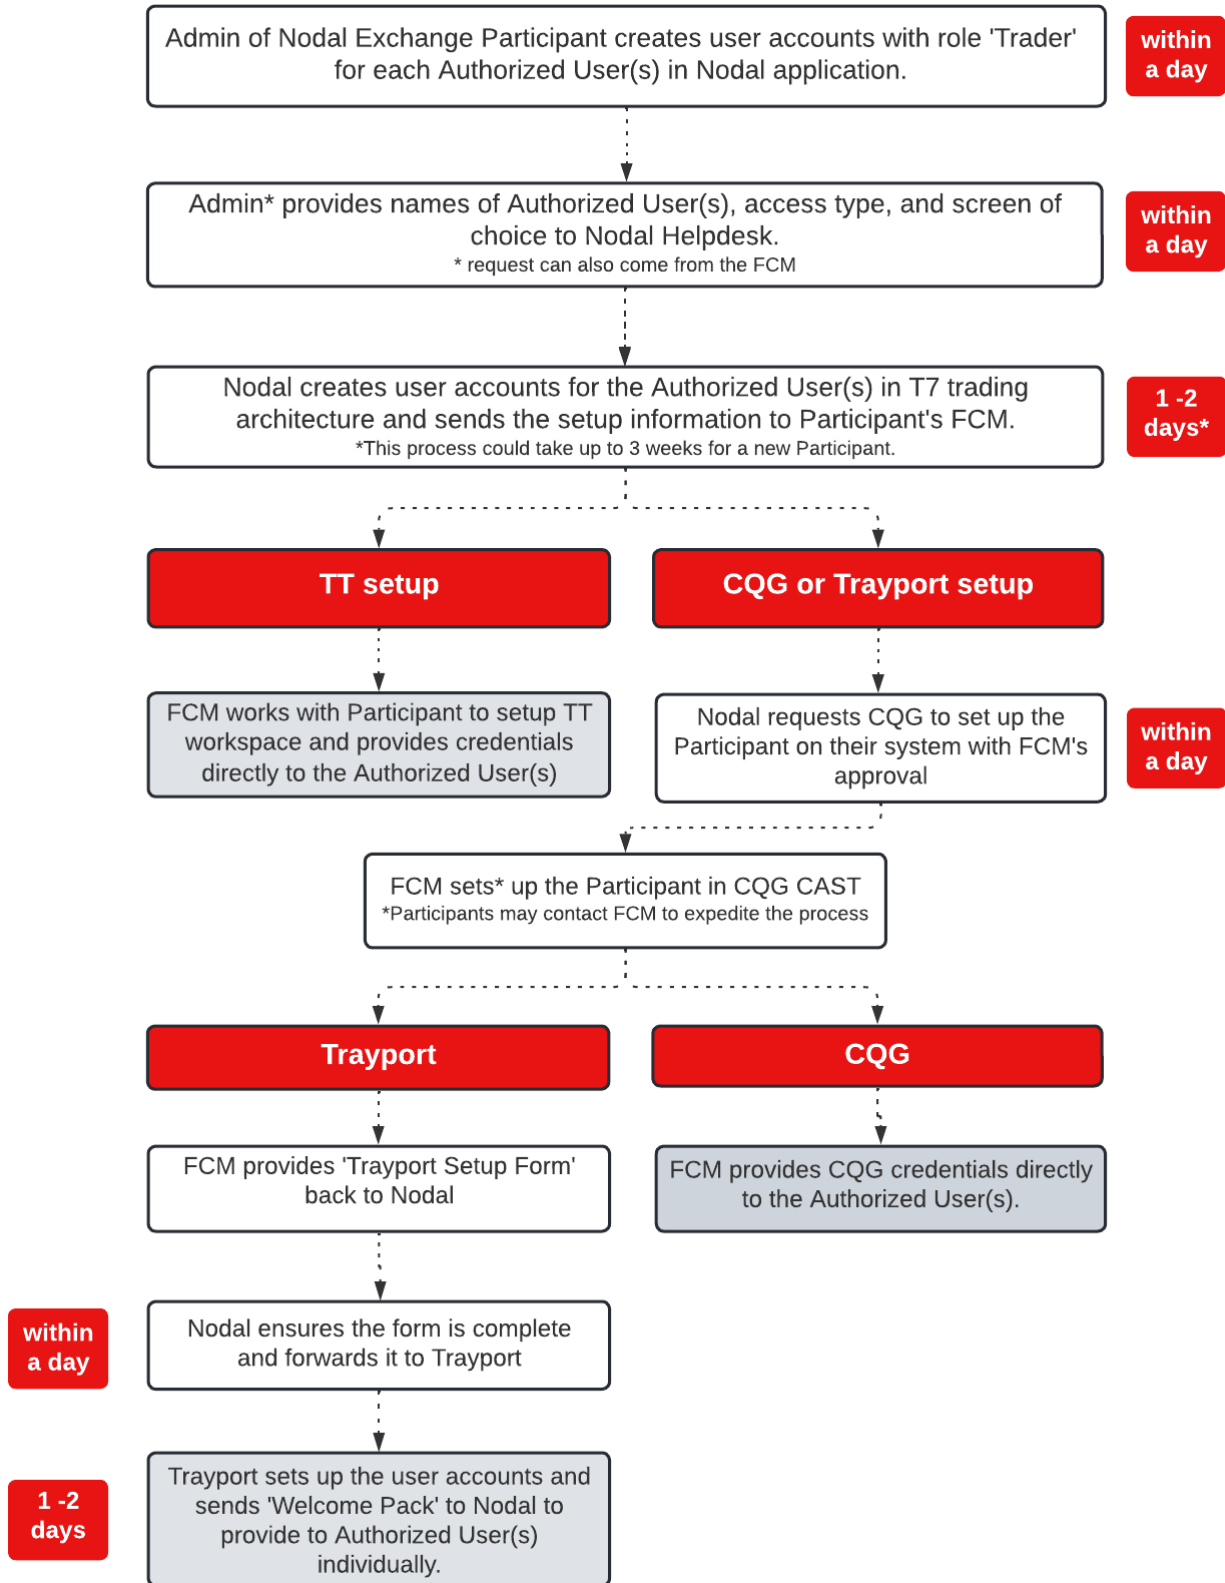 Admin of Nodal Exchange Participant creates user accounts with role 'Trader'
for each Authorized User(s) in Nodal application.
within
a day
Admin* provides names of Authorized User(s), access type, and screen of
choice to Nodal Helpdesk.
* request can also come from the FCM
within
a day
Nodal creates user accounts for the Authorized User(s) in T7 trading
architecture and sends the setup information to Participant's FCM.
*This process could take up to 3 weeks for a new Participant.
1 -2
days*
TT setup
CQG or Trayport setup
FCM works with Participant to setup TT
workspace and provides credentials
directly to the Authorized User(s)
Nodal requests CQG to set up the
Participant on their system with FCM's
approval
within
a day
FCM sets* up the Participant in CQG CAST
*Participants may contact FCM to expedite the process
Trayport
CQG
FCM provides 'Trayport Setup Form'
back to Nodal
FCM provides CQG credentials directly
to the Authorized User(s).
within
a day
Nodal ensures the form is complete
and forwards it to Trayport
1 -2
days
Trayport sets up the user accounts and
sends 'Welcome Pack' to Nodal to
provide to Authorized User(s)
individually.